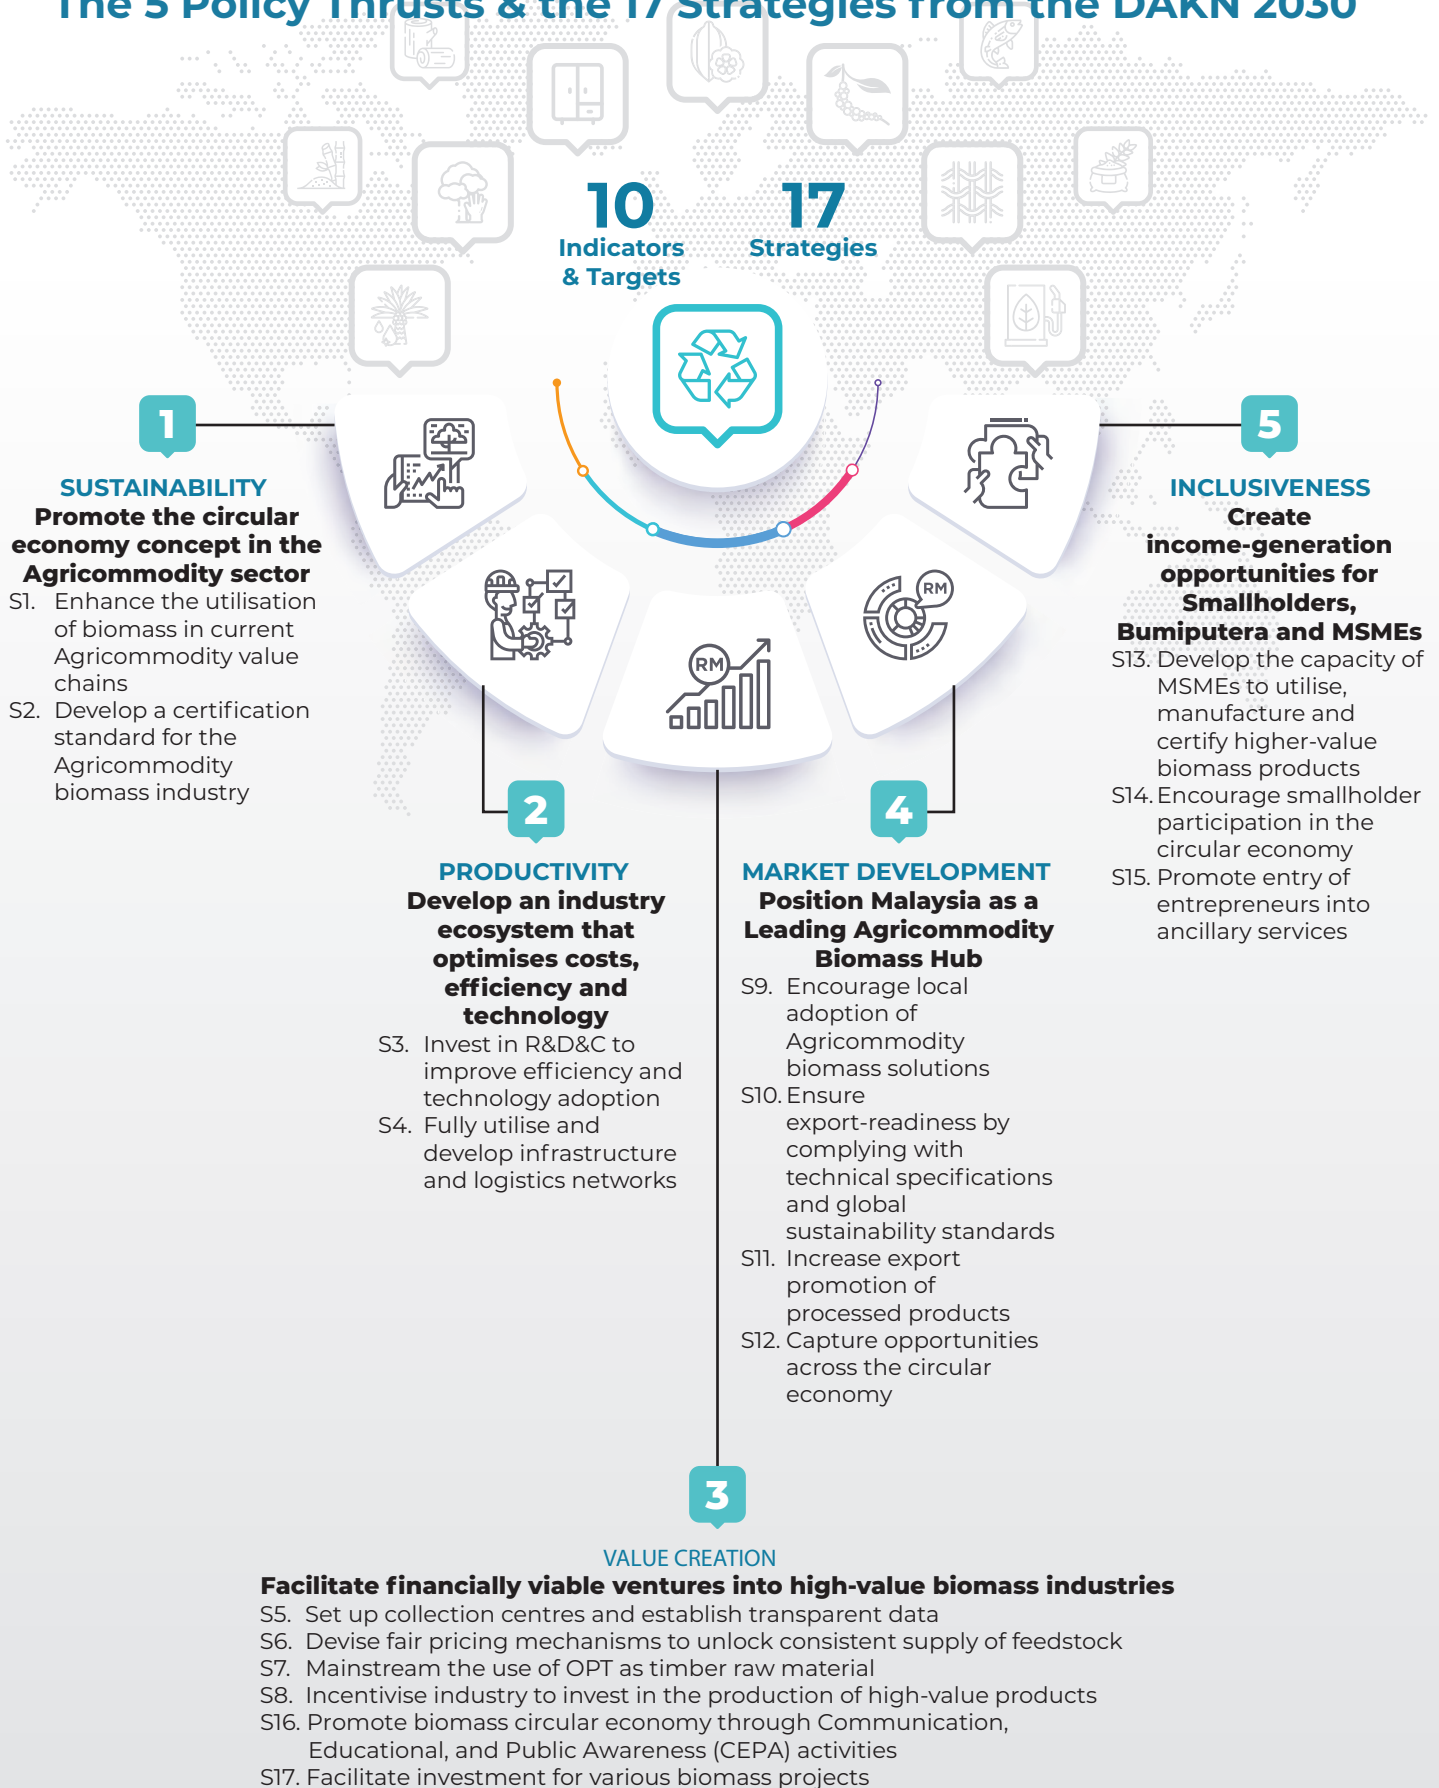 The 5 Policy Thrusts & the 17 Strategies from the DAKN 2030
10
Indicators
& Targets
17
Strategies
1
SUSTAINABILITY
Promote the circular
economy concept in the
Agricommodity sector
S1. Enhance the utilisation
of biomass in current
Agricommodity value
chains
S2. Develop a certification
standard for the
Agricommodity
biomass industry
RM
RM
2
PRODUCTIVITY
Develop an industry
ecosystem that
optimises costs,
efficiency and
technology
S3. Invest in R&D&C to
improve efficiency and
technology adoption
S4. Fully utilise and
develop infrastructure
and logistics networks
4
MARKET DEVELOPMENT
Position Malaysia as a
Leading Agricommodity
Biomass Hub
S9. Encourage local
adoption of
Agricommodity
biomass solutions
S10. Ensure
export-readiness by
complying with
technical specifications
and global
sustainability standards
S11. Increase export
promotion of
processed products
S12. Capture opportunities
across the circular
economy
5
INCLUSIVENESS
Create
income-generation
opportunities for
Smallholders,
Bumiputera and MSMEs
S13. Develop the capacity of
MSMEs to utilise,
manufacture and
certify higher-value
biomass products
S14. Encourage smallholder
participation in the
circular economy
S15. Promote entry of
entrepreneurs into
ancillary services
3
VALUE CREATION
Facilitate financially viable ventures into high-value biomass industries
S5. Set up collection centres and establish transparent data
S6. Devise fair pricing mechanisms to unlock consistent supply of feedstock
S7. Mainstream the use of OPT as timber raw material
S8. Incentivise industry to invest in the production of high-value products
S16. Promote biomass circular economy through Communication,
Educational, and Public Awareness (CEPA) activities
S17. Facilitate investment for various biomass projects